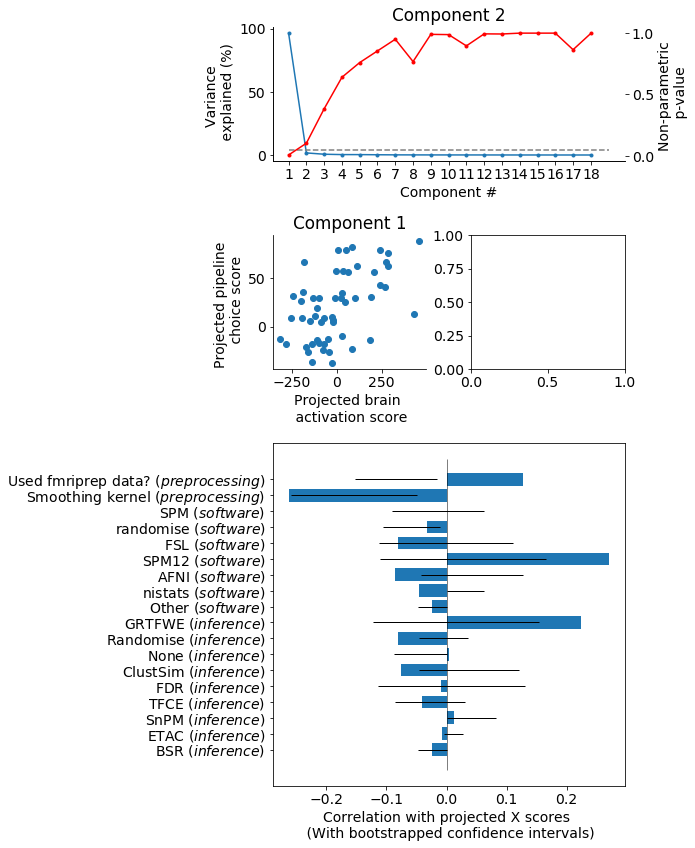 Component 2
Variance
explained (%)
100
50
0
1.0
0.5
0.0
Non-parametric
p-value
1 2 3 4 5 6 7 8 9 10 11 12 13 14 15 16 17 18
Component #
Component 1
Projected pipeline
choice score
50
0
−250 0 250
Projected brain
activation score
1.00
0.75
0.50
0.25
0.00
0.0 0.5 1.0
Used fmriprep data? (preprocessing)
Smoothing kernel (preprocessing)
SPM (software)
randomise (software)
FSL (software)
SPM12 (software)
AFNI (software)
nistats (software)
Other (software)
GRTFWE (inference)
Randomise (inference)
None (inference)
ClustSim (inference)
FDR (inference)
TFCE (inference)
SnPM (inference)
ETAC (inference)
BSR (inference)
−0.2 −0.1 0.0 0.1 0.2
Correlation with projected X scores
(With bootstrapped confidence intervals)